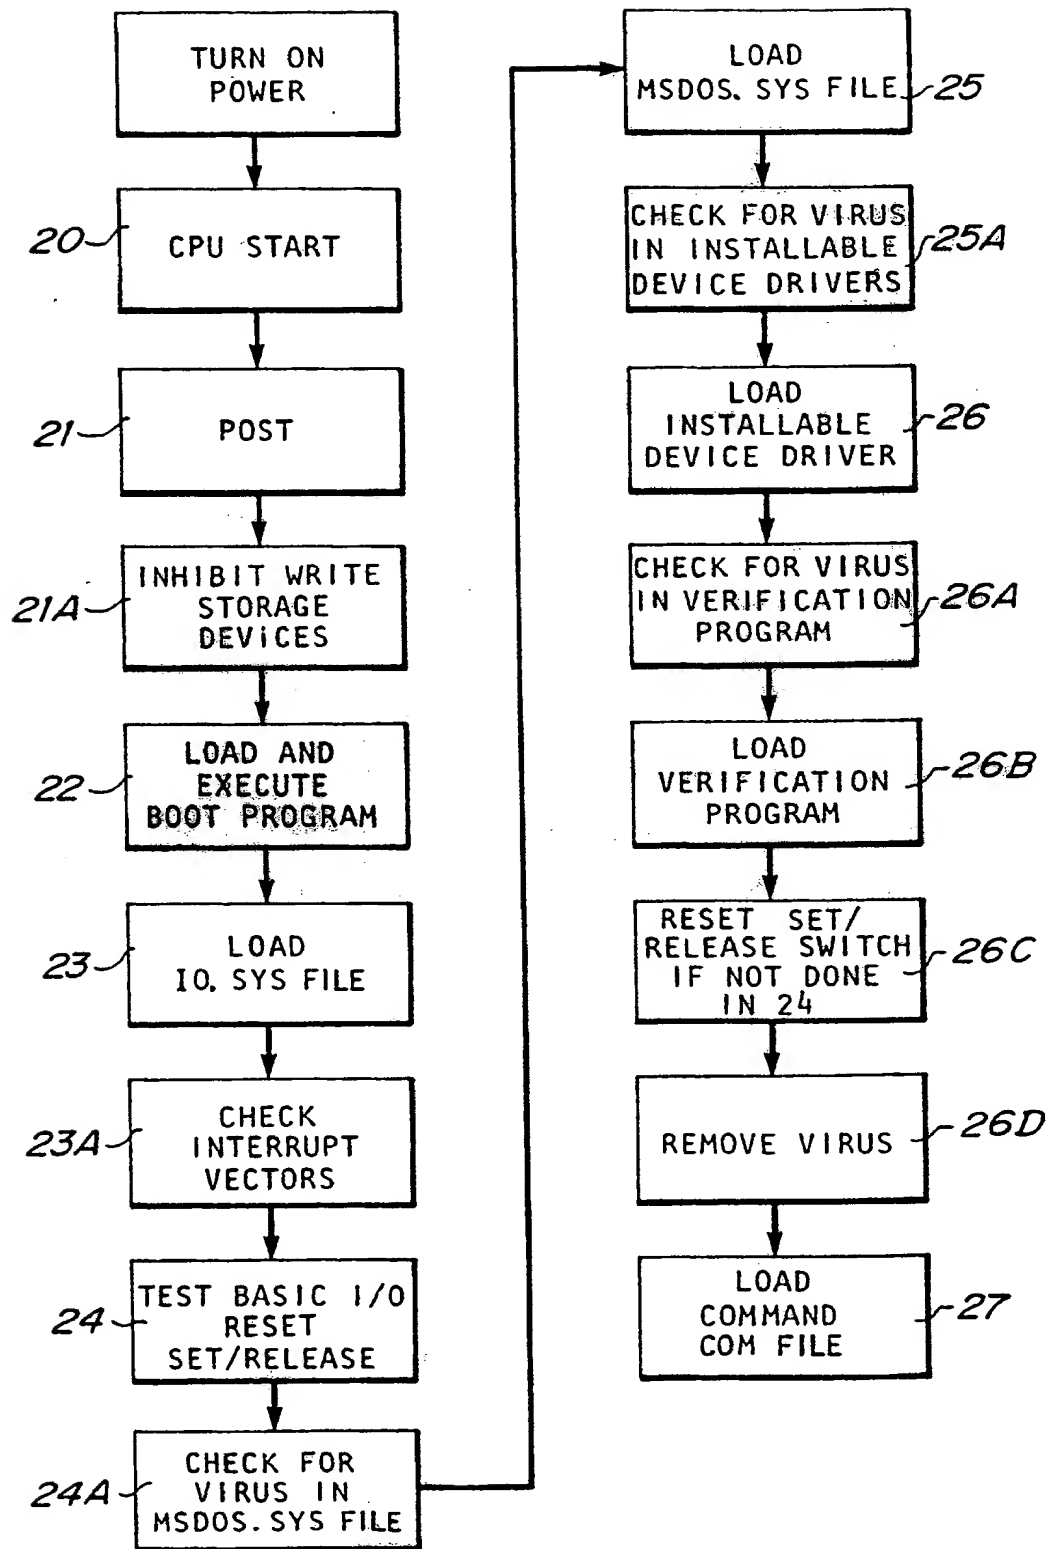 TURN ON
POWER
20
CPU START
21
POST
21A
INHIBIT WRITE
STORAGE
DEVICES
22
LOAD AND
EXECUTE
BOOT PROGRAM
23
LOAD
IO. SYS FILE
23A
CHECK
INTERRUPT
VECTORS
24
TEST BASIC I/O
RESET
SET/RELEASE
24A
CHECK FOR
VIRUS IN
MSDOS. SYS FILE
LOAD
MSDOS. SYS FILE
25
CHECK FOR VIRUS
IN INSTALLABLE
DEVICE DRIVERS
25A
LOAD
INSTALLABLE
DEVICE DRIVER
26
CHECK FOR VIRUS
IN VERIFICATION
PROGRAM
26A
LOAD
VERIFICATION
PROGRAM
26B
RESET SET/
RELEASE SWITCH
IF NOT DONE
IN 24
26C
REMOVE VIRUS
26D
LOAD
COMMAND
COM FILE
27